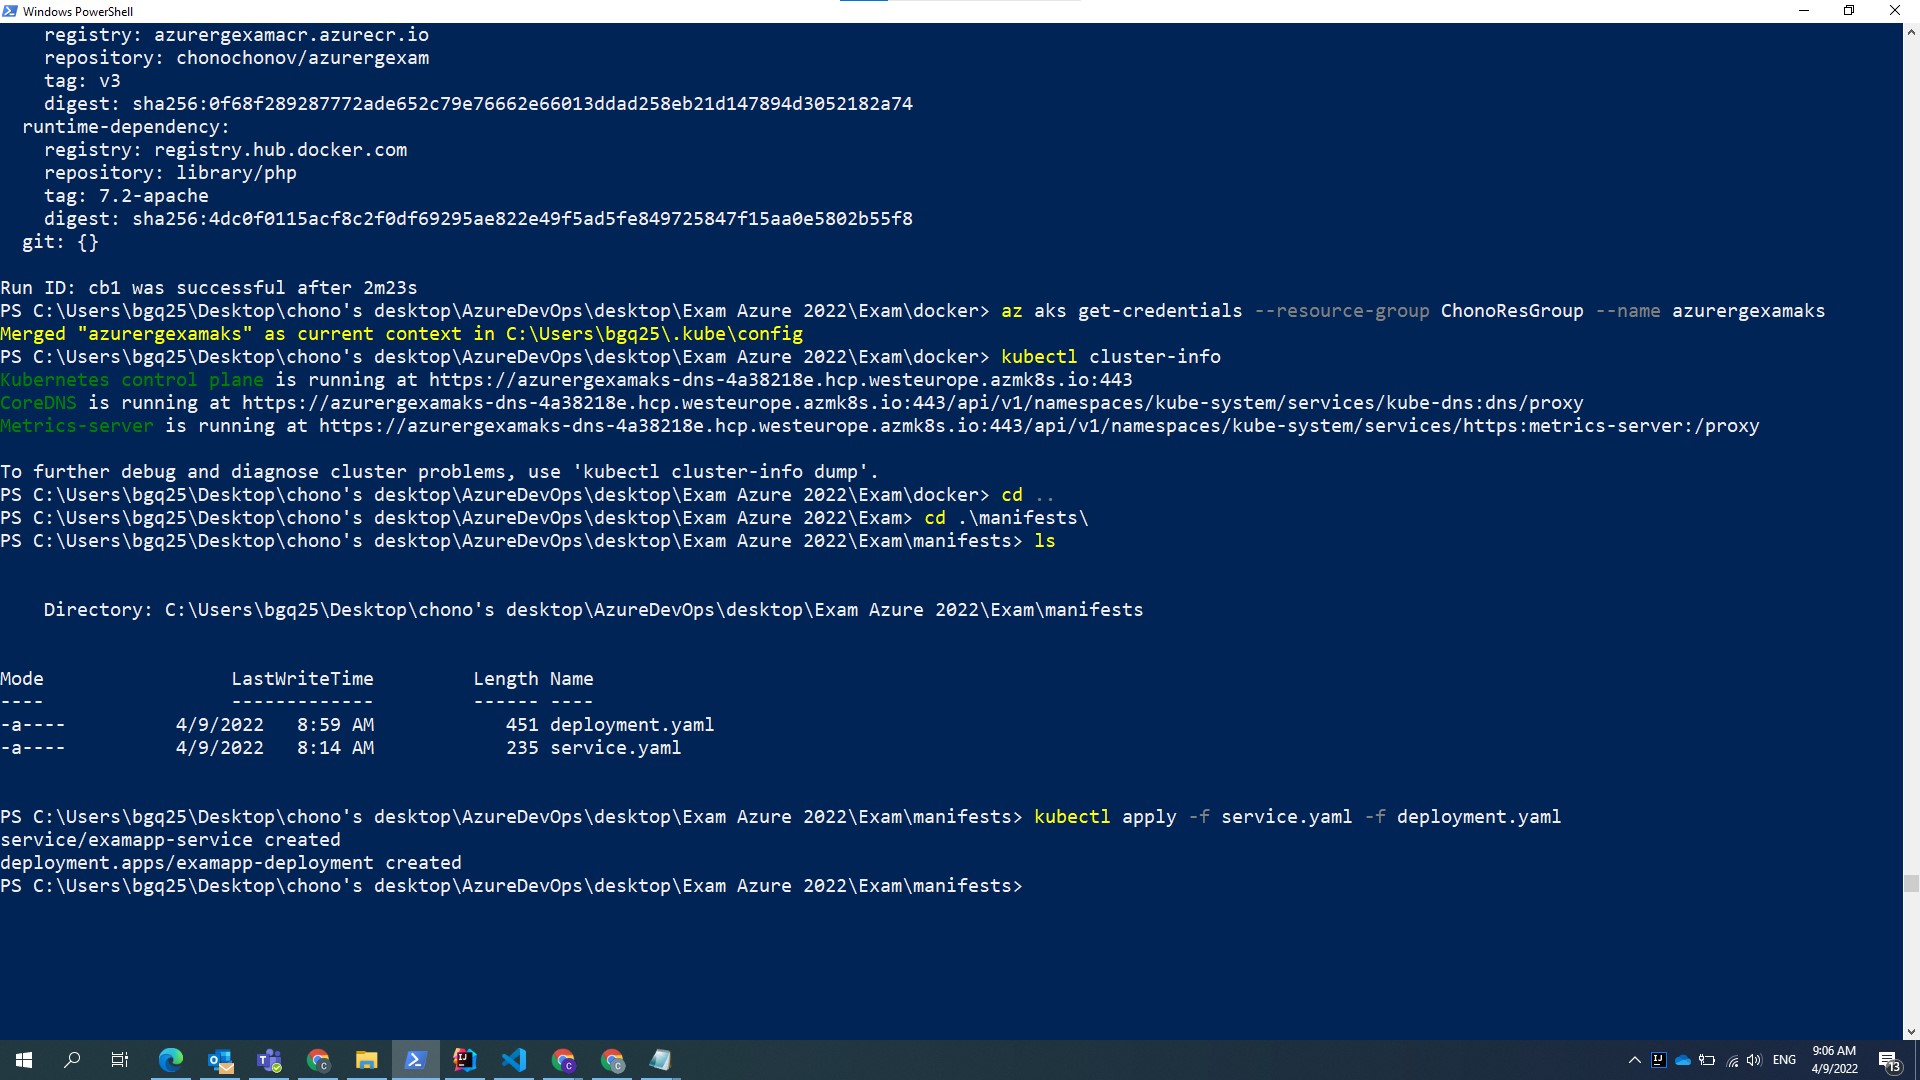 Windows PowerShell
registry: azurergexamacr.azurecr.io
repository: chonochonov/azurergexam
tag: v3
digest: sha256:0f68f289287772ade652c79e76662e66013ddad258eb21d147894d3052182a74
runtime-dependency:
registry: registry.hub.docker.com
repository: library/php
tag: 7.2-apache
digest: sha256:4dc0f0115acf8c2f0df69295ae822e49f5ad5fe849725847f15aa0e5802b55f8
git: {}
Run ID: cb1 was successful after 2m23s
PS C:\Users\bgq25\Desktop\chono's desktop\AzureDevOps\desktop\Exam Azure 2022\Exam\docker> az aks get-credentials --resource-group ChonoResGroup --name azurergexamaks
Merged "azurergexamaks" as current context in C:\Users\bgq25\.kube\config
PS C:\Users\bgq25\Desktop\chono's desktop\AzureDevOps\desktop\Exam Azure 2022\Exam\docker> kubectl cluster-info
Kubernetes control plane is running at https://azurergexamaks-dns-4a38218e.hcp.westeurope.azmk8s.io:443
CoreDNS is running at https://azurergexamaks-dns-4a38218e.hcp.westeurope.azmk8s.io:443/api/v1/namespaces/kube-system/services/kube-dns:dns/proxy
Metrics-server is running at https://azurergexamaks-dns-4a38218e.hcp.westeurope.azmk8s.io:443/api/v1/namespaces/kube-system/services/https:metrics-server:/proxy
To further debug and diagnose cluster problems, use 'kubectl cluster-info dump'.
PS C:\Users\bgq25\Desktop\chono's desktop\AzureDevOps\desktop\Exam Azure 2022\Exam\docker> cd ..
PS C:\Users\bgq25\Desktop\chono's desktop\AzureDevOps\desktop\Exam Azure 2022\Exam> cd .\manifests\
PS C:\Users\bgq25\Desktop\chono's desktop\AzureDevOps\desktop\Exam Azure 2022\Exam\manifests> ls
Directory: C:\Users\bgq25\Desktop\chono's desktop\AzureDevOps\desktop\Exam Azure 2022\Exam\manifests
Mode LastWriteTime Length Name
---- ------------- ------ ----
-a---- 4/9/2022 8:59 AM 451 deployment.yaml
-a---- 4/9/2022 8:14 AM 235 service.yaml
PS C:\Users\bgq25\Desktop\chono's desktop\AzureDevOps\desktop\Exam Azure 2022\Exam\manifests> kubectl apply -f service.yaml -f deployment.yaml
service/examapp-service created
deployment.apps/examapp-deployment created
PS C:\Users\bgq25\Desktop\chono's desktop\AzureDevOps\desktop\Exam Azure 2022\Exam\manifests>
ENG
9:06 AM
4/9/2022
13